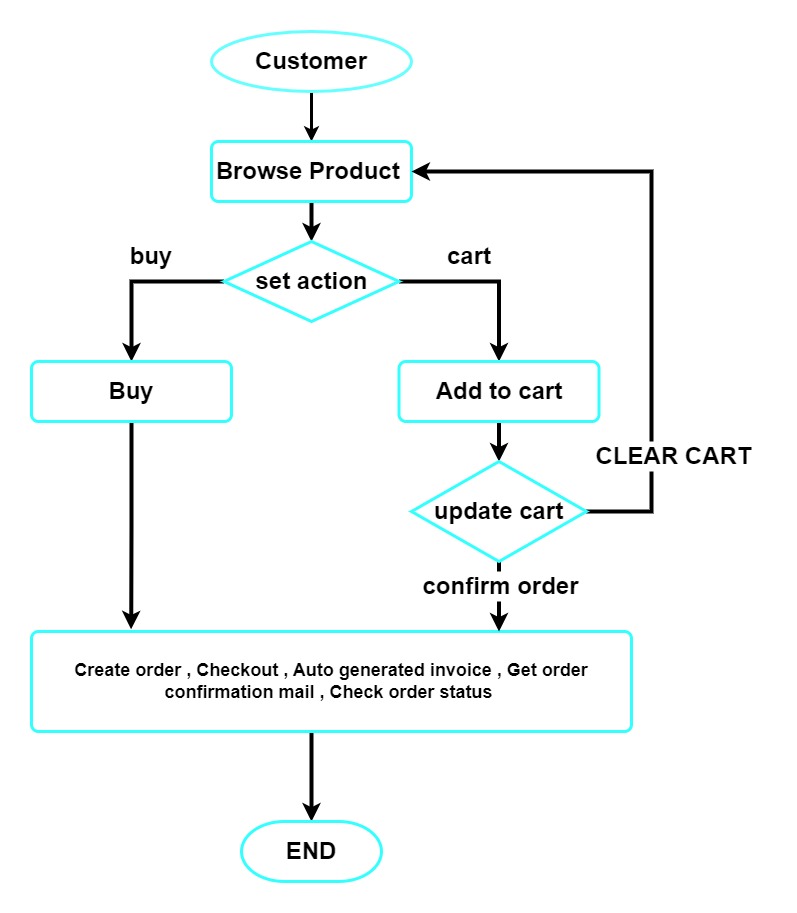 Customer
Browse Product
buy
cart
set action
Buy
Add to cart
CLEAR CART
update cart
confirm order
Create order , Checkout , Auto generated invoice , Get order
confirmation mail , Check order status
END